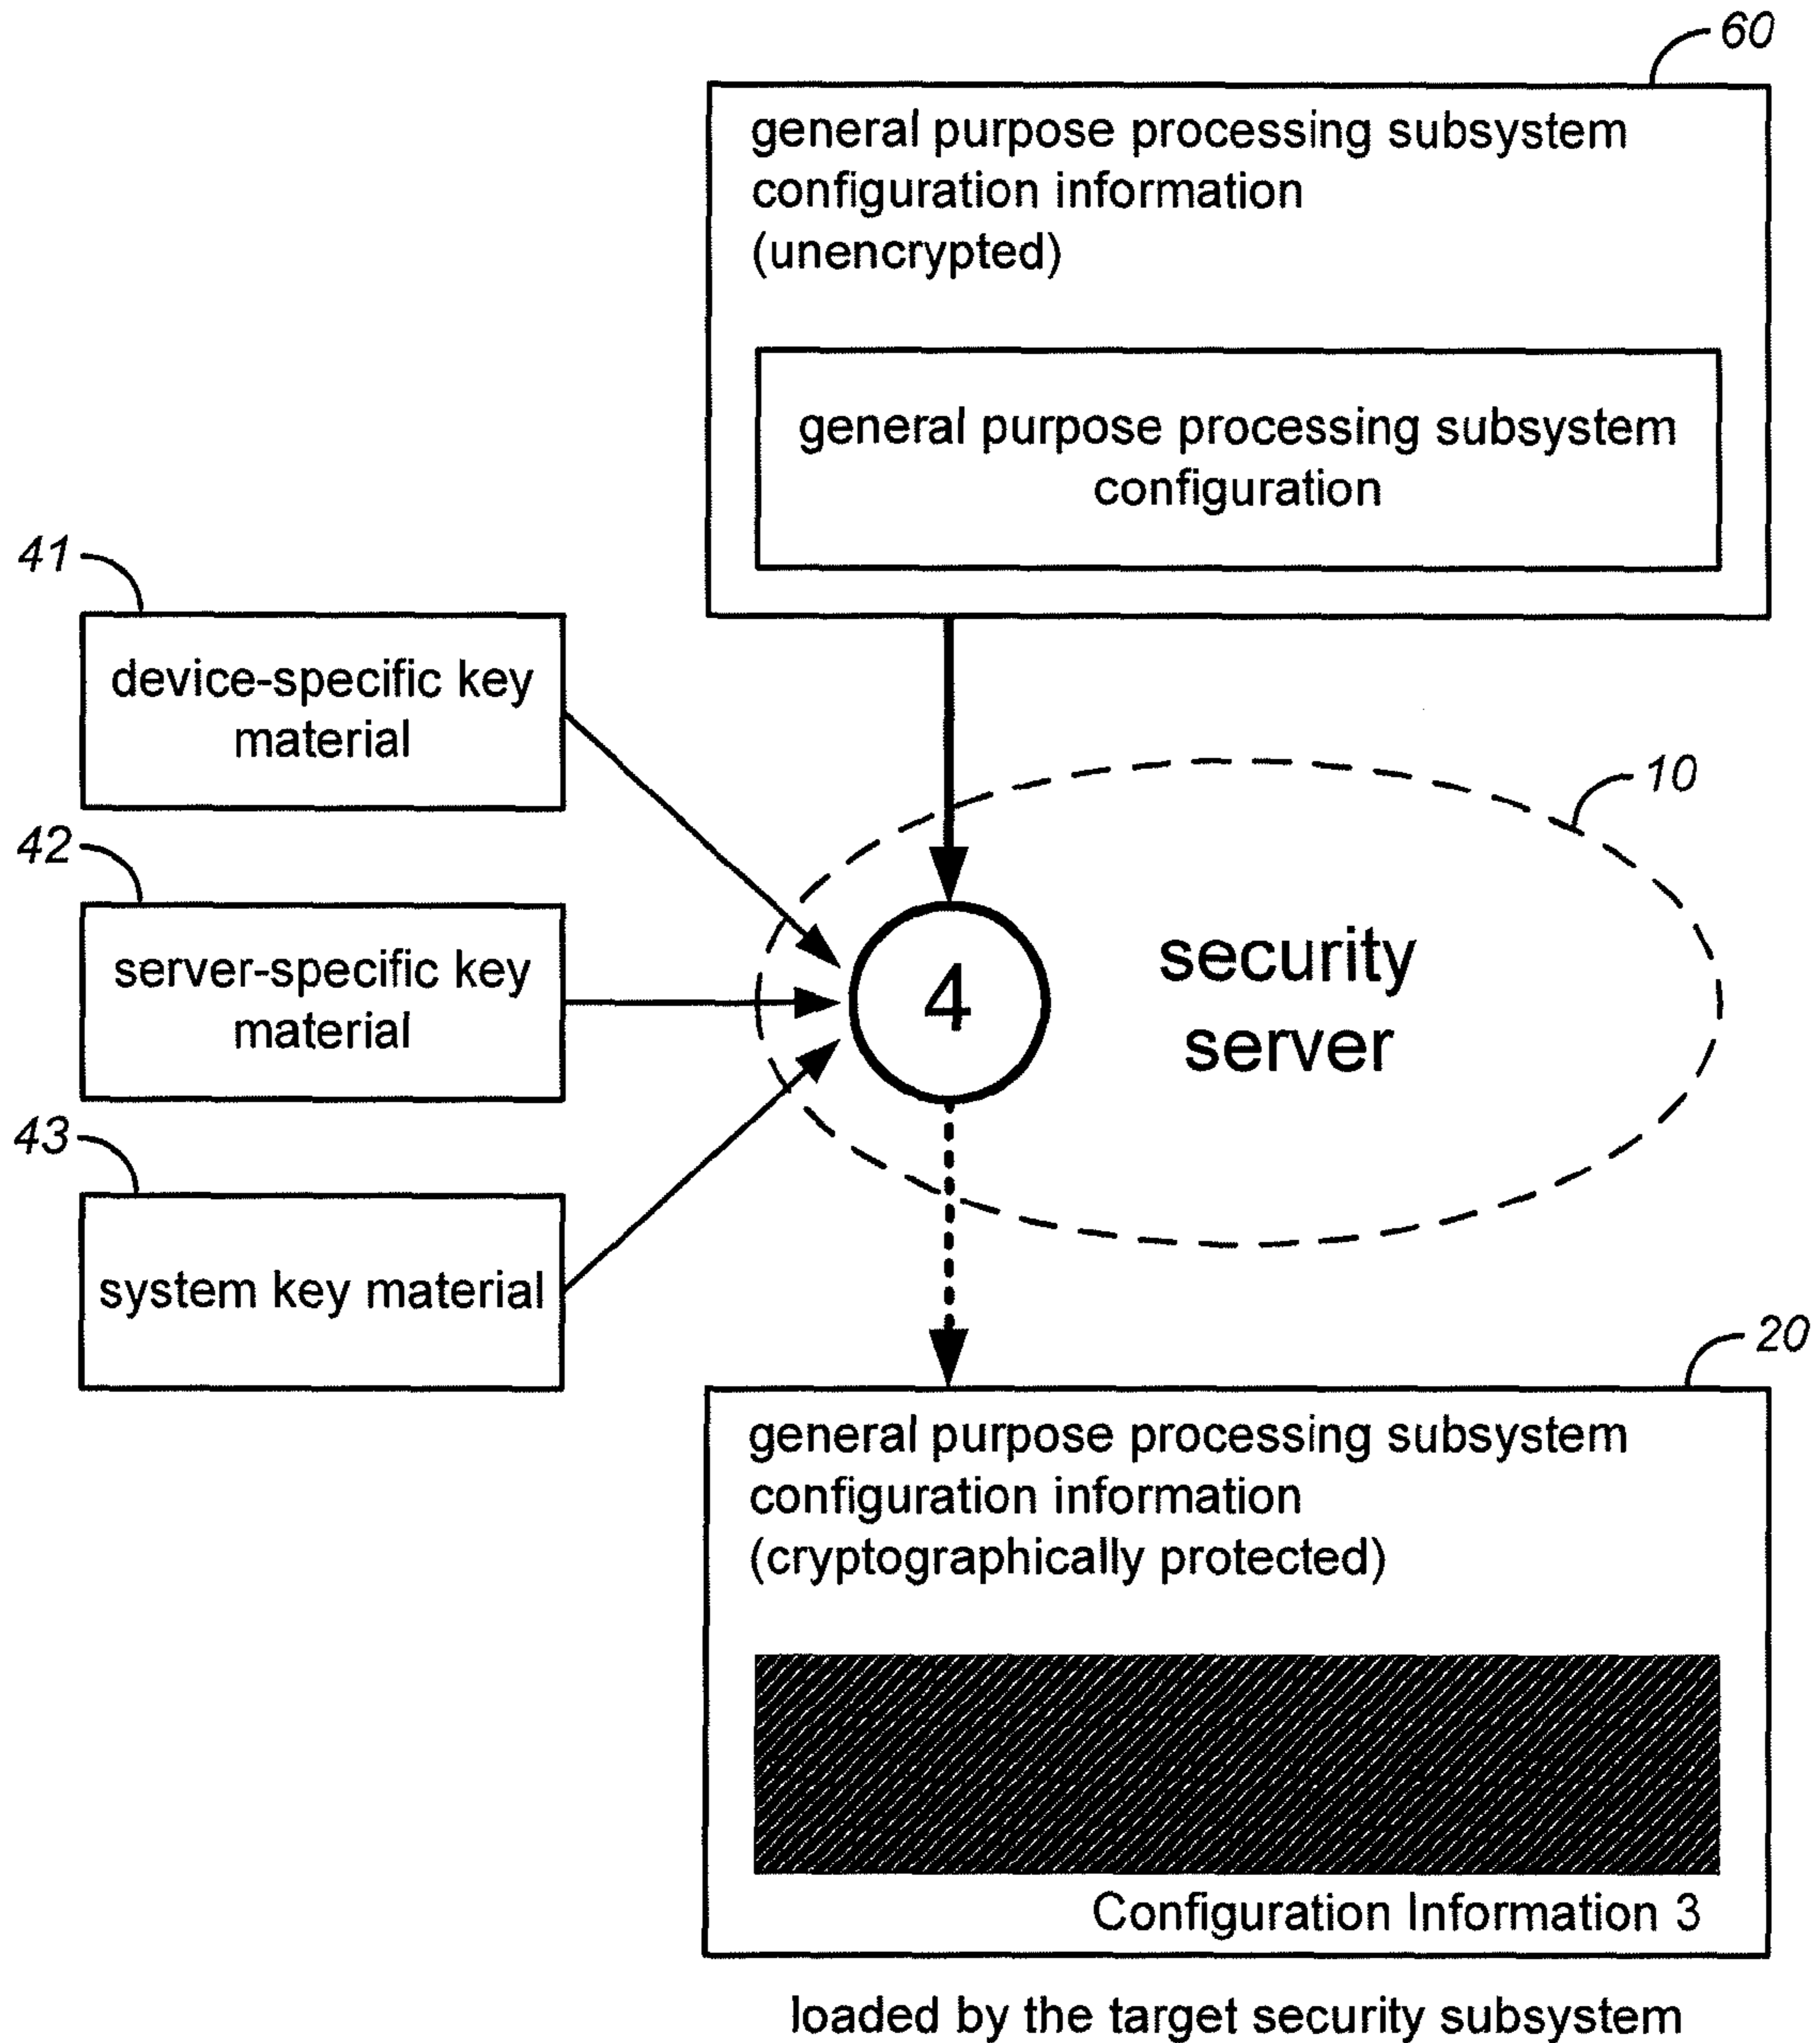 60
general purpose processing subsystem
configuration information
(unencrypted)
general purpose processing subsystem
configuration
41
device-specific key
material
10
42
server-specific key
material
4
security
server
43
system key material
20
general purpose processing subsystem
configuration information
(cryptographically protected)
Configuration Information 3
loaded by the target security subsystem